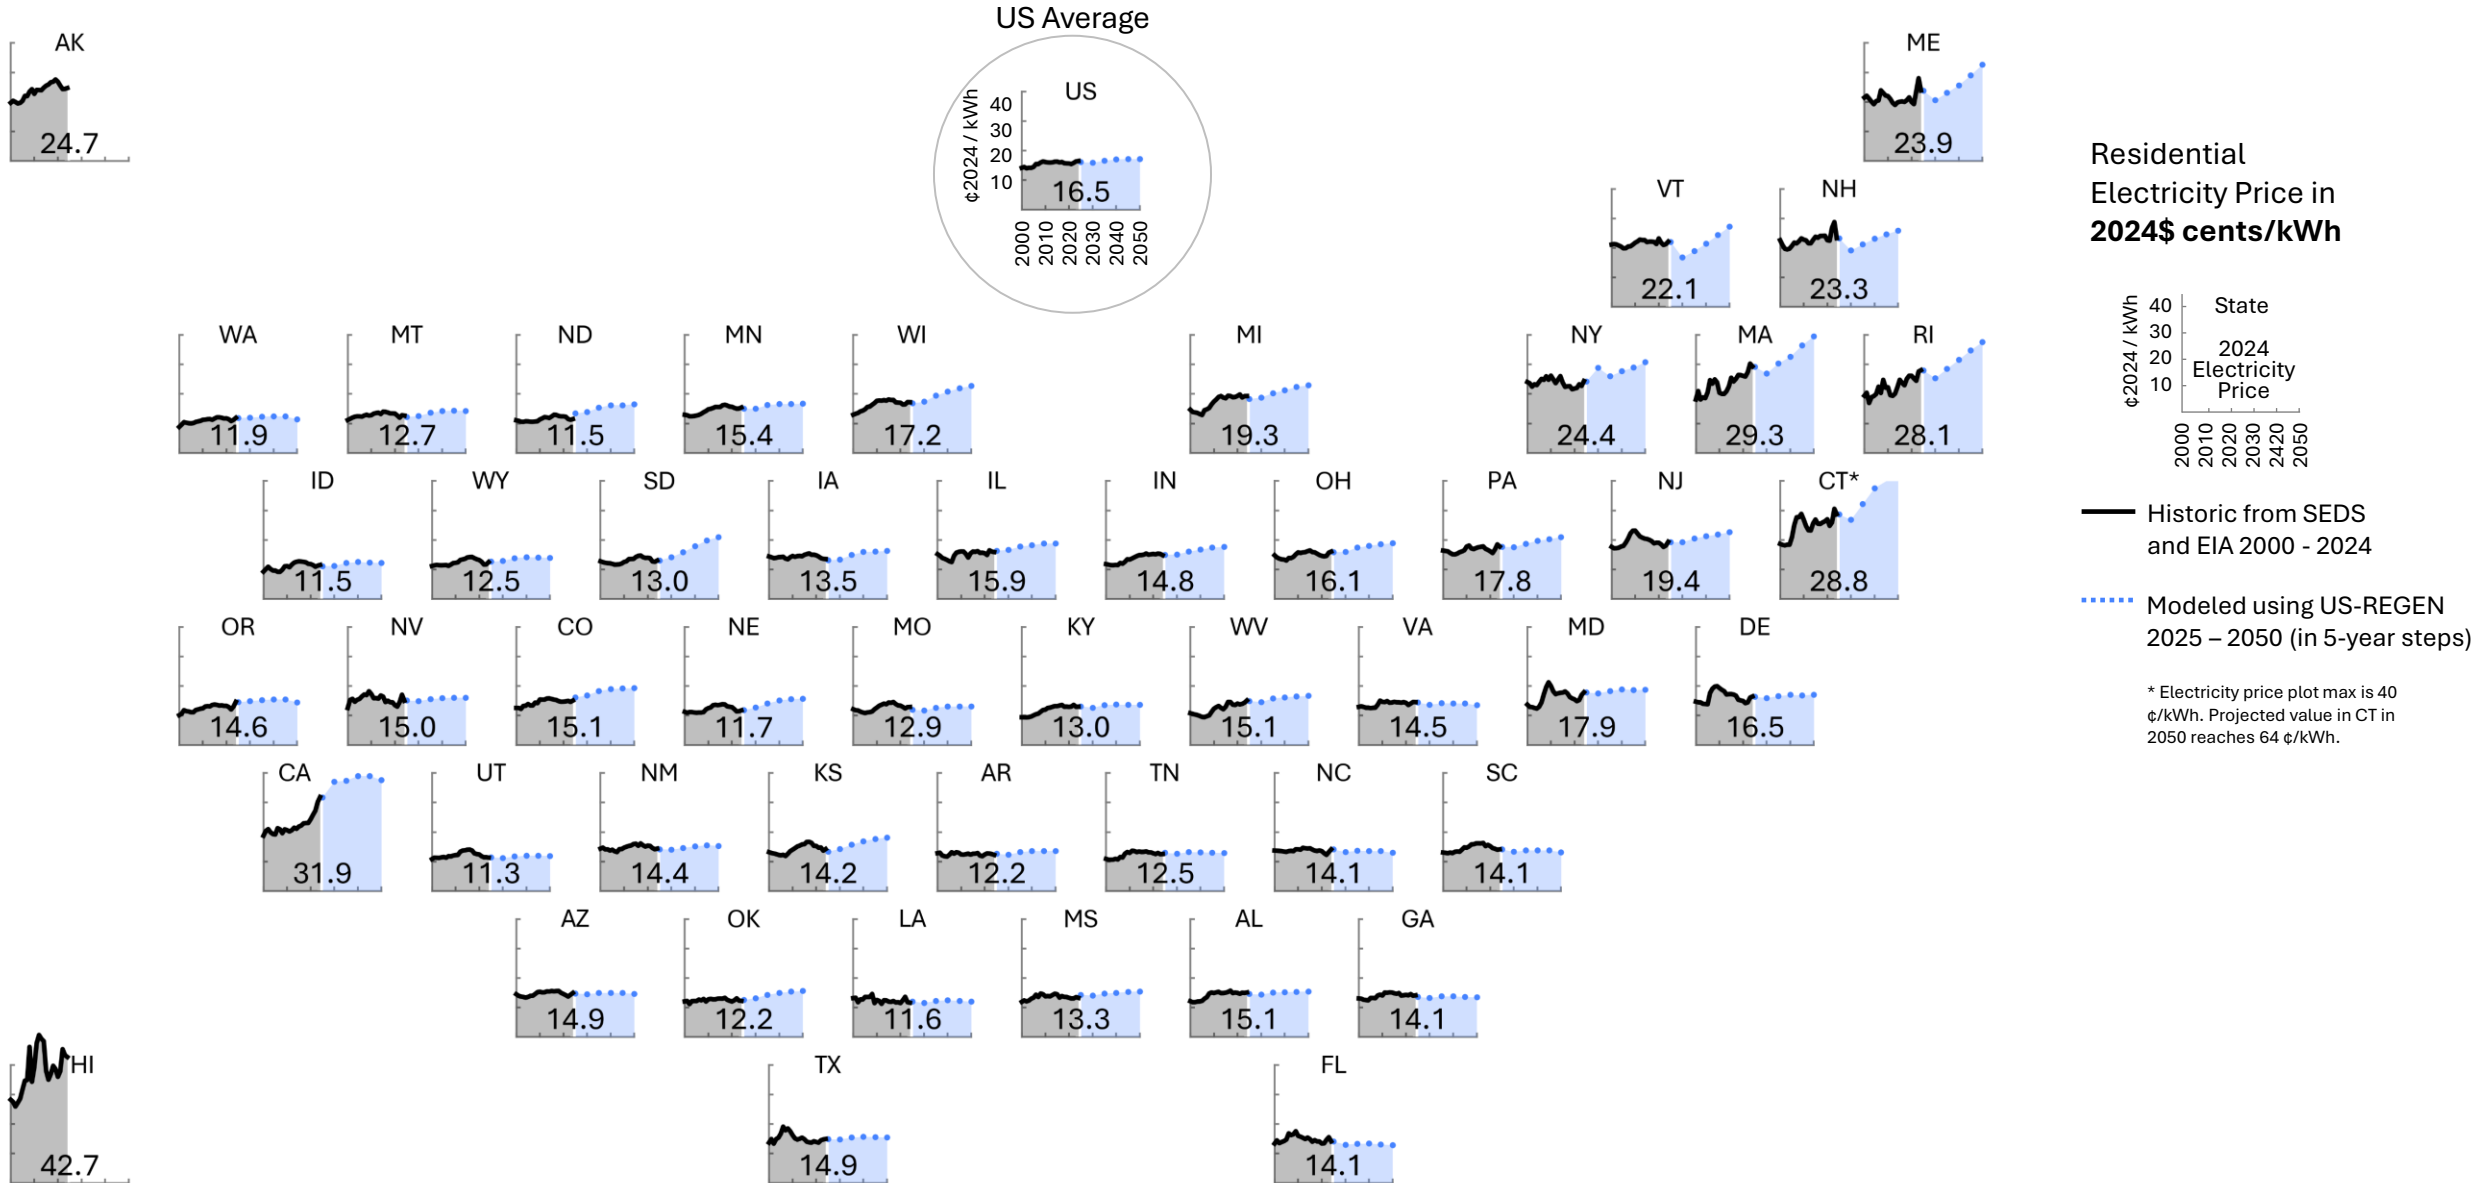 US Average
AK
24.7
US
¢2024 / kWh
40
30
20
10
16.5
2000
2010
2020
2030
2040
2050
ME
23.9
VT
22.1
NH
23.3
Residential
Electricity Price in
2024$ cents/kWh
¢2024 / kWh
40
30
20
10
State
2024
Electricity
Price
2000
2010
2020
2030
2420
2050
WA
11.9
MT
12.7
ND
11.5
MN
15.4
WI
17.2
MI
19.3
NY
24.4
MA
29.3
RI
28.1
ID
11.5
WY
12.5
SD
13.0
IA
13.5
IL
15.9
IN
14.8
OH
16.1
PA
17.8
NJ
19.4
CT*
28.8
Historic from SEDS
and EIA 2000 - 2024
Modeled using US-REGEN
2025 – 2050 (in 5-year steps)
* Electricity price plot max is 40
¢/kWh. Projected value in CT in
2050 reaches 64 ¢/kWh.
OR
14.6
NV
15.0
CO
15.1
NE
11.7
MO
12.9
KY
13.0
WV
15.1
VA
14.5
MD
17.9
DE
16.5
CA
31.9
UT
11.3
NM
14.4
KS
14.2
AR
12.2
TN
12.5
NC
14.1
SC
14.1
AZ
14.9
OK
12.2
LA
11.6
MS
13.3
AL
15.1
GA
14.1
HI
42.7
TX
14.9
FL
14.1